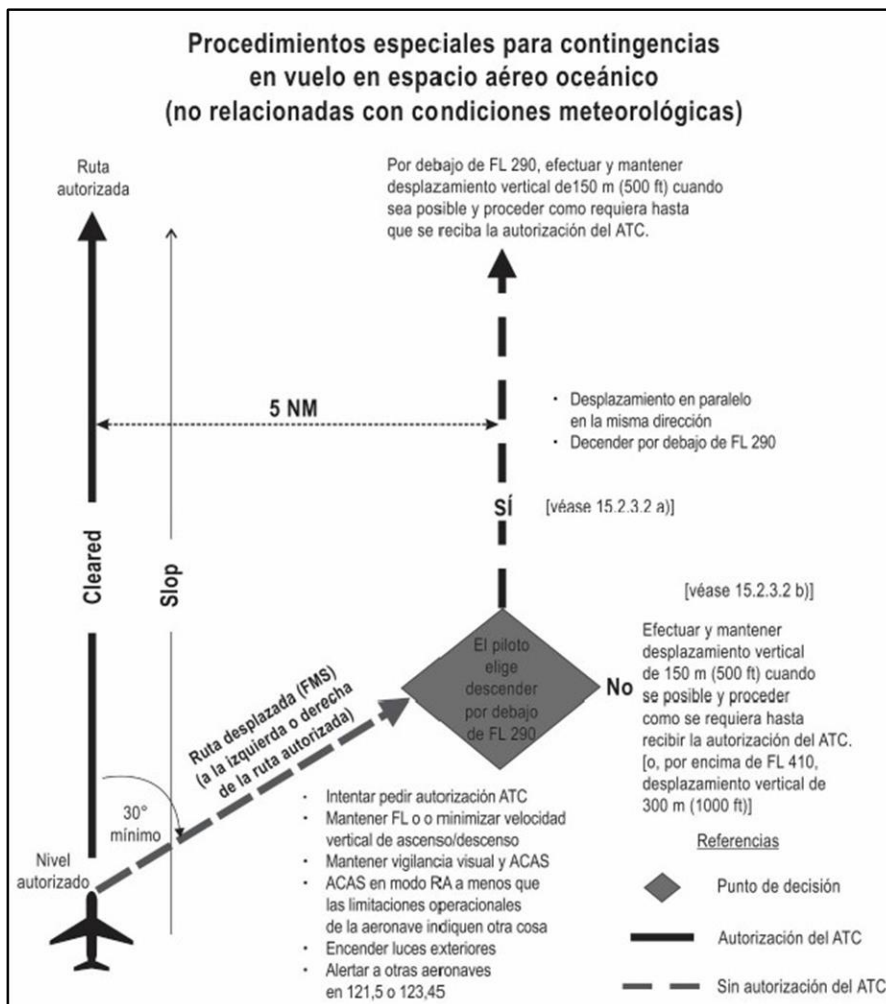 Procedimientos especiales para contingencias
en vuelo en espacio aéreo oceánico
(no relacionadas con condiciones meteorológicas)
Ruta
autorizada
Por debajo de FL 290, efectuar y mantener
desplazamiento vertical de150 m (500 ft) cuando
sea posible y proceder como requiera hasta
que se reciba la autorización del ATC.
5 NM
• Desplazamiento en paralelo
en la misma dirección
• Decender por debajo de FL 290
SÍ
[véase 15.2.3.2 a)]
Cleared
Slop
[véase 15.2.3.2 b)]
El piloto
elige
descender
por debajo
de FL 290
No
Efectuar y mantener
desplazamiento vertical
de 150 m (500 ft) cuando
se posible y proceder
como se requiera hasta
recibir la autorización del ATC.
[o, por encima de FL 410,
desplazamiento vertical de
300 m (1000 ft)]
Ruta desplazada (FMS)
(a la izquierda o derecha
de la ruta autorizada)
30°
mínimo
Nivel
autorizado
• Intentar pedir autorización ATC
• Mantener FL o o minimizar velocidad
vertical de ascenso/descenso
• Mantener vigilancia visual y ACAS
• ACAS en modo RA a menos que
las limitaciones operacionales
de la aeronave indiquen otra cosa
• Encender luces exteriores
• Alertar a otras aeronaves
en 121,5 o 123,45
Referencias
Punto de decisión
Autorización del ATC
Sin autorización del ATC